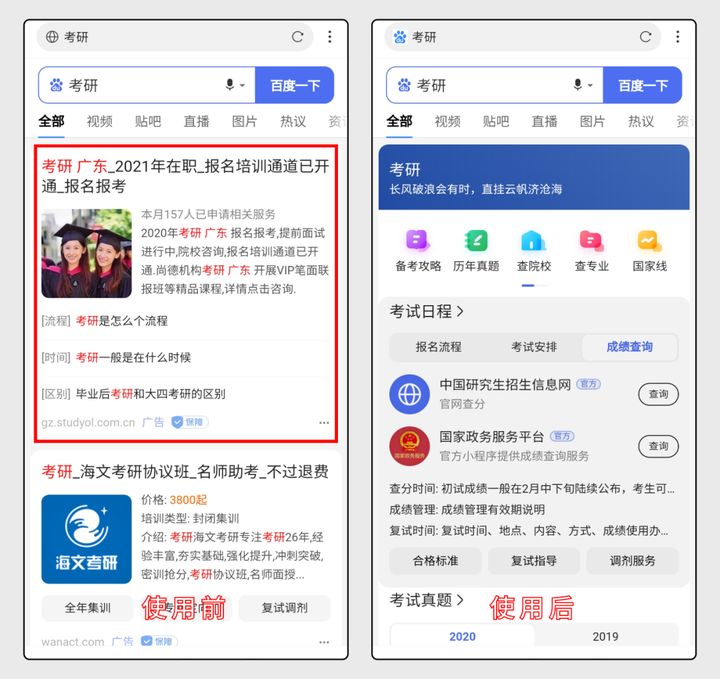 考研
考研
百度一下
全部 视频 贴吧 直播 图片 热议
考研 广东_2021年在职_报名培训通道已开
通_报名报考
本月157人已申请相关服务
2020年考研 广东 报名报考,提前面试
进行中,院校咨询,报名培训通道已开
通.尚德机构考研 广东 开展VIP笔面联
报班等精品课程,详情点击咨询.
[流程] 考研是怎么个流程
[时间] 考研一般是在什么时候
[区别] 毕业后考研和大四考研的区别
gz.studyol.com.cn 广告 保障
考研_海文考研协议班_名师助考_不过退费
海文考研
价格: 3800起
培训类型: 封闭集训
介绍: 考研海文考研专注考研26年,经
验丰富,夯实基础,强化提升,冲刺突破,
密训抢分,考研协议班,名师面授...
全年集训
复试调剂
使用前
wanact.com 广告 保障
考研
考研
百度一下
全部 视频 贴吧 直播 图片 热议
考研
长风破浪会有时，直挂云帆济沧海
备考攻略 历年真题 查院校 查专业 国家线
考试日程
报名流程 考试安排 成绩查询
中国研究生招生信息网 官方
官网查分
查询
国家政务服务平台 官方
官方小程序提供成绩查询服务
国家政务服务
查询
查分时间: 初试成绩一般在2月中下旬陆续公布，考生可...
成绩管理: 成绩管理有效期说明
复试时间: 复试时间、地点、内容、方式、成绩使用办...
合格标准 复试指导 调剂服务
考试真题
使用后
2020 2019